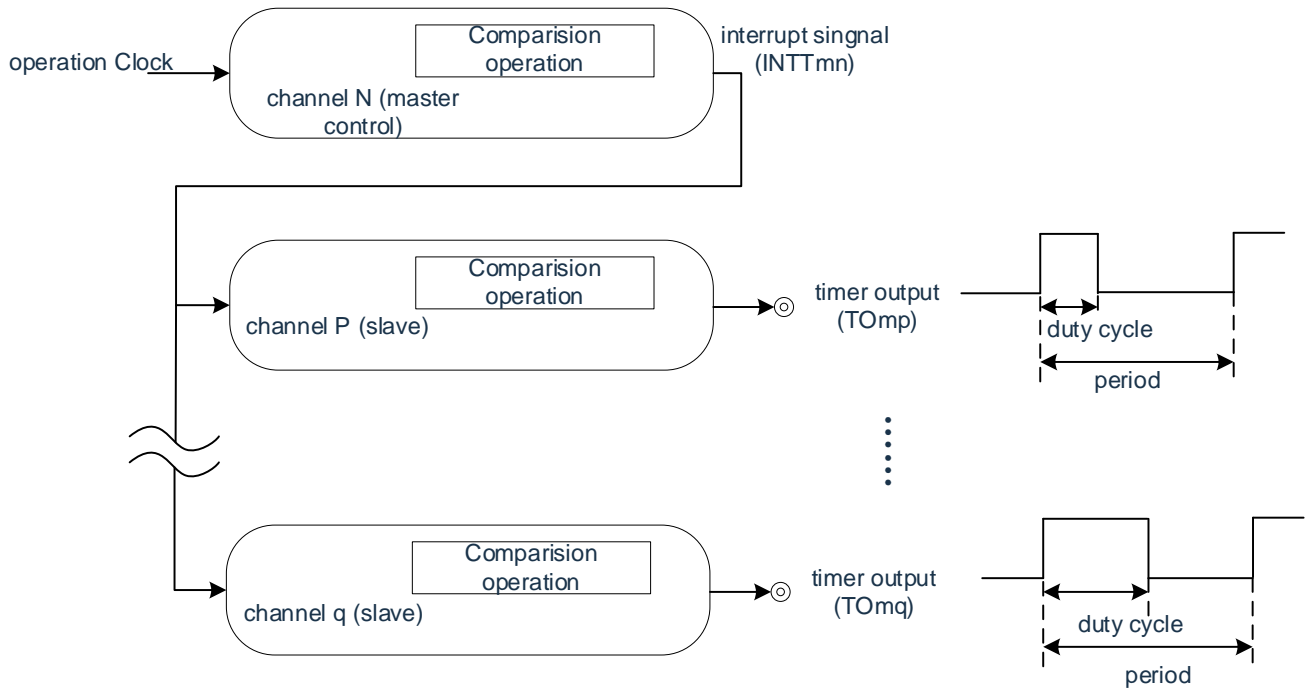 Comparision
operation
interrupt singnal
(INTTmn)
operation Clock
channel N (master
control)
Comparision
operation
channel P (slave)
timer output
(TOmp)
duty cycle
period
Comparision
operation
channel q (slave)
timer output
(TOmq)
duty cycle
period